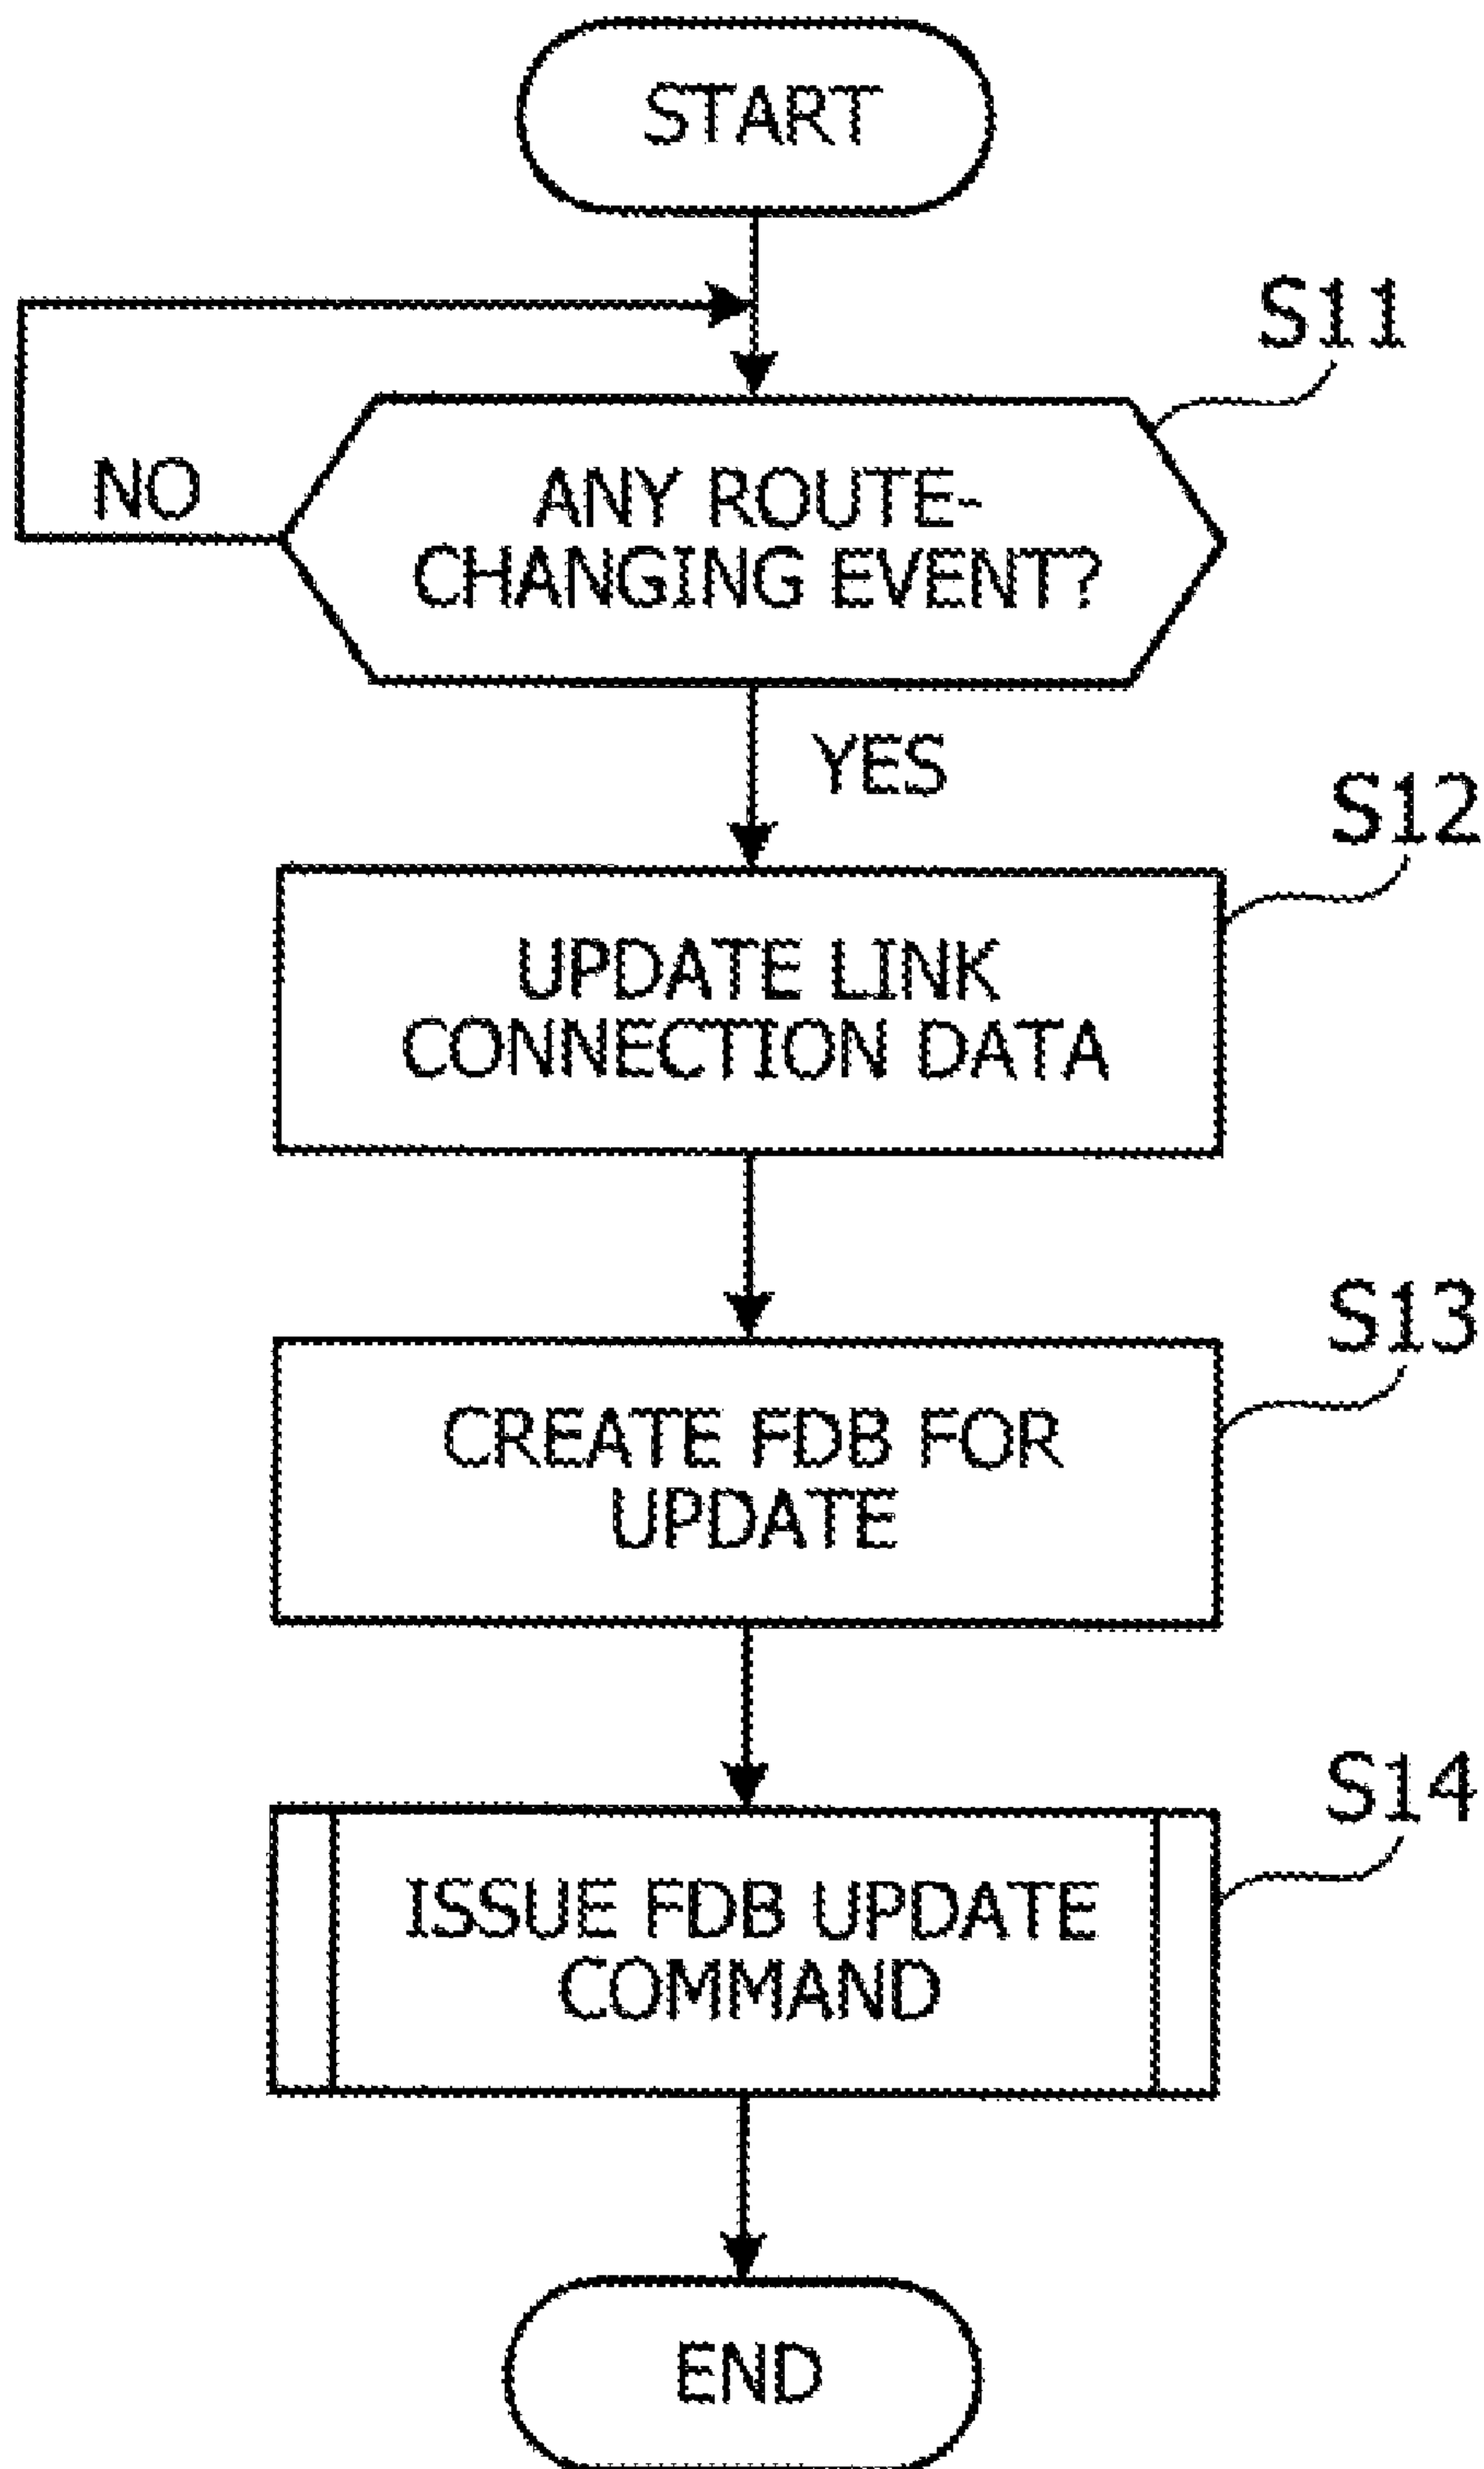 START
S11
NO
ANY ROUTE-
CHANGING EVENT?
YES
S12
UPDATE LINK
CONNECTION DATA
S13
CREATE FDB FOR
UPDATE
S14
ISSUE FDB UPDATE
COMMAND
END